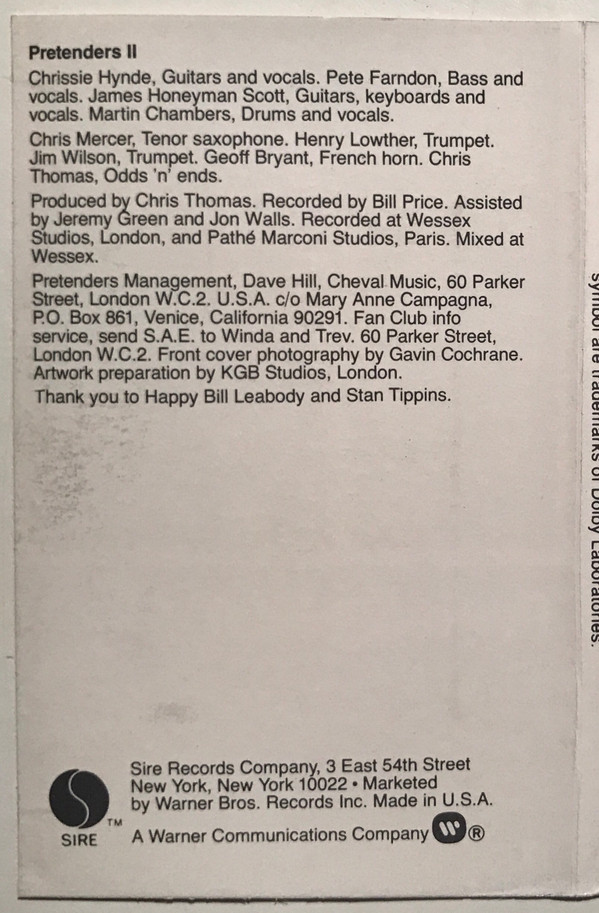 Pretenders II
Chrissie Hynde, Guitars and vocals. Pete Farndon, Bass and
vocals. James Honeyman Scott, Guitars, keyboards and
vocals. Martin Chambers, Drums and vocals.
Chris Mercer, Tenor saxophone. Henry Lowther, Trumpet.
Jim Wilson, Trumpet. Geoff Bryant, French horn. Chris
Thomas, Odds 'n' ends.
Produced by Chris Thomas. Recorded by Bill Price. Assisted
by Jeremy Green and Jon Walls. Recorded at Wessex
Studios, London, and Pathé Marconi Studios, Paris. Mixed at
Wessex.
Pretenders Management, Dave Hill, Cheval Music, 60 Parker
Street, London W.C.2. U.S.A. c/o Mary Anne Campagna,
P.O. Box 861, Venice, California 90291. Fan Club info
service, send S.A.E. to Winda and Trev. 60 Parker Street,
London W.C.2. Front cover photography by Gavin Cochrane.
Artwork preparation by KGB Studios, London.
Thank you to Happy Bill Leabody and Stan Tippins.
Sire Records Company, 3 East 54th Street
New York, New York 10022 • Marketed
by Warner Bros. Records Inc. Made in U.S.A.
SIRE ™
A Warner Communications Company W ®
symbol are trademarks of Dolby Laboratories.